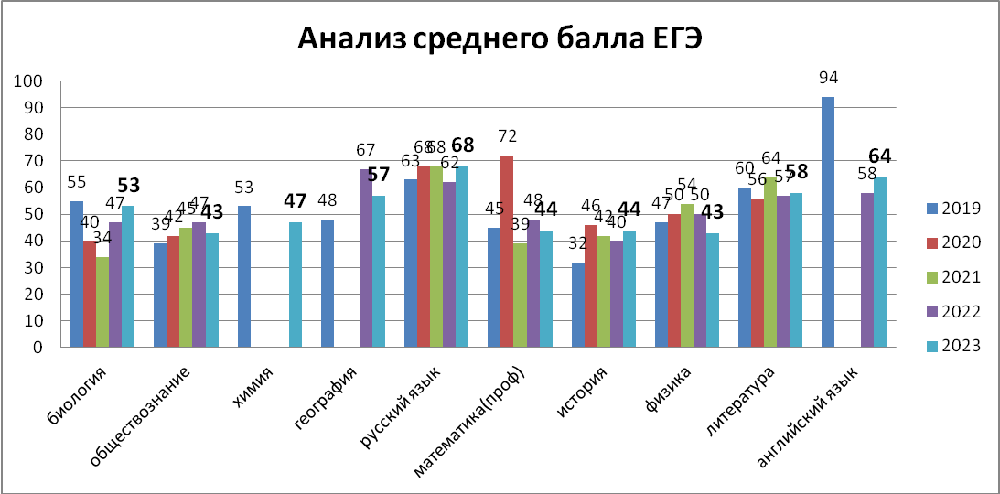 Анализ среднего балла ЕГЭ
100
90
80
70
60
50
40
30
20
10
0
55 40 34 47 53
39 42 45 47 43
53 47
48 67 57
63 68 68 62 68
45 72 39 48 44
32 46 42 40 44
47 50 54 50 43
60 56 64 57 58
94 58 64
биология
обществознание
химия
география
русский язык
математика(проф)
история
физика
литература
английский язык
2019
2020
2021
2022
2023